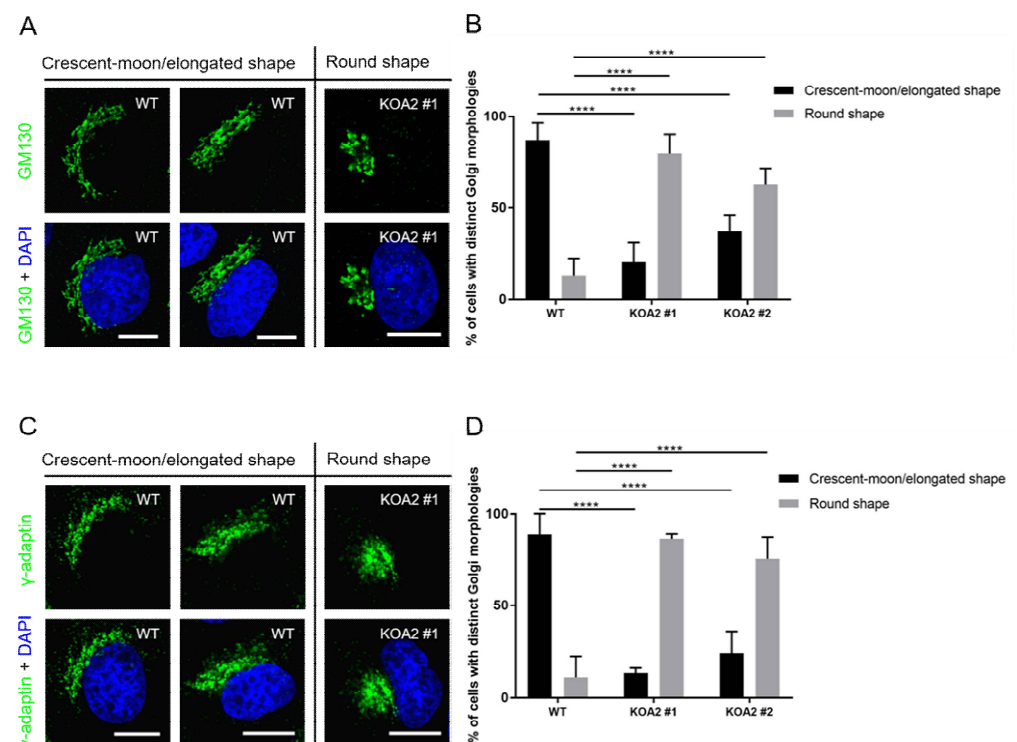 A
Crescent-moon/elongated shape
Round shape
GM130
WT
WT
KOA2 #1
GM130 + DAPI
WT
WT
KOA2 #1
B
****
****
****
****
Crescent-moon/elongated shape
Round shape
% of cells with distinct Golgi morphologies
100
50
0
WT
KOA2 #1
KOA2 #2
C
Crescent-moon/elongated shape
Round shape
γ-adaptin
WT
WT
KOA2 #1
γ-adaptin + DAPI
WT
WT
KOA2 #1
D
****
****
****
****
Crescent-moon/elongated shape
Round shape
% of cells with distinct Golgi morphologies
100
50
0
WT
KOA2 #1
KOA2 #2